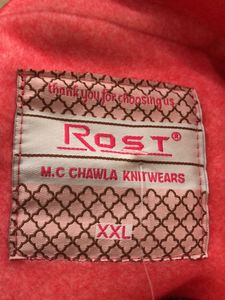 thank you for choosing us
ROST®
M.C CHAWLA KNITWEARS
XXL